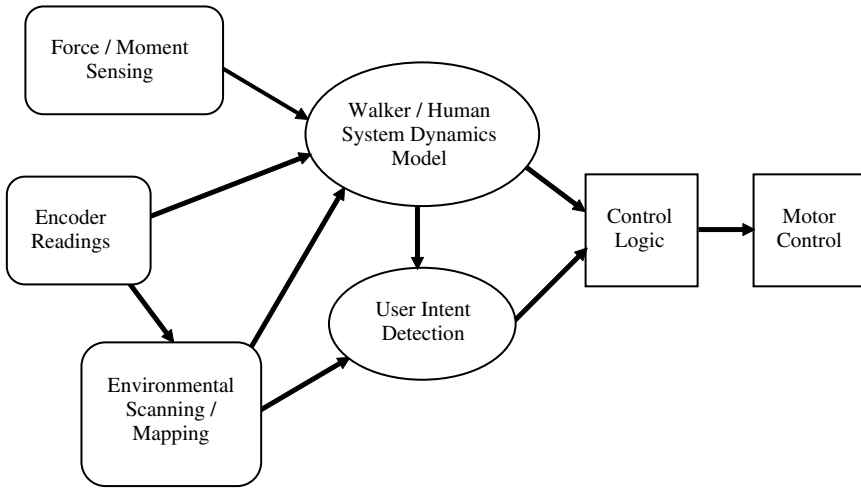 Force / Moment
Sensing
Walker / Human
System Dynamics
Model
Encoder
Readings
Control
Logic
Motor
Control
User Intent
Detection
Environmental
Scanning /
Mapping